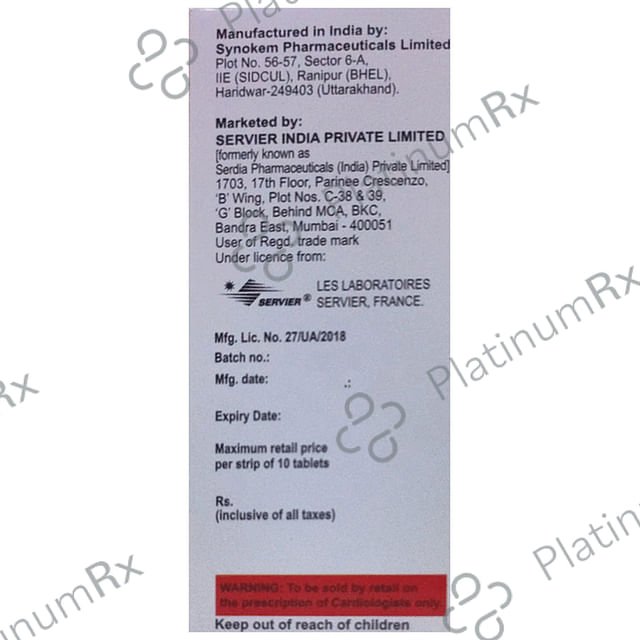 Manufactured in India by:
Synokem Pharmaceuticals Limited
Plot No. 56-57, Sector 6-A,
IIE (SIDCUL), Ranipur (BHEL),
Haridwar-249403 (Uttarakhand).
Marketed by:
SERVIER INDIA PRIVATE LIMITED
[formerly known as
Serdia Pharmaceuticals (India) Private Limited]
1703, 17th Floor, Parinee Crescenzo,
'B' Wing, Plot Nos. C-38 & 39,
'G' Block, Behind MCA, BKC,
Bandra East, Mumbai - 400051
User of Regd. trade mark
Under licence from:
SERVIER ®
LES LABORATOIRES
SERVIER, FRANCE.
Mfg. Lic. No. 27/UA/2018
Batch no.:
Mfg. date:
Expiry Date:
Maximum retail price
per strip of 10 tablets
Rs.
(inclusive of all taxes)
WARNING: To be sold by retail on
the prescription of Cardiologists only.
Keep out of reach of children
PlatinumRx
PlatinumRx
PlatinumRx
Rx
PlatinumRx
tinumRx
Platinum